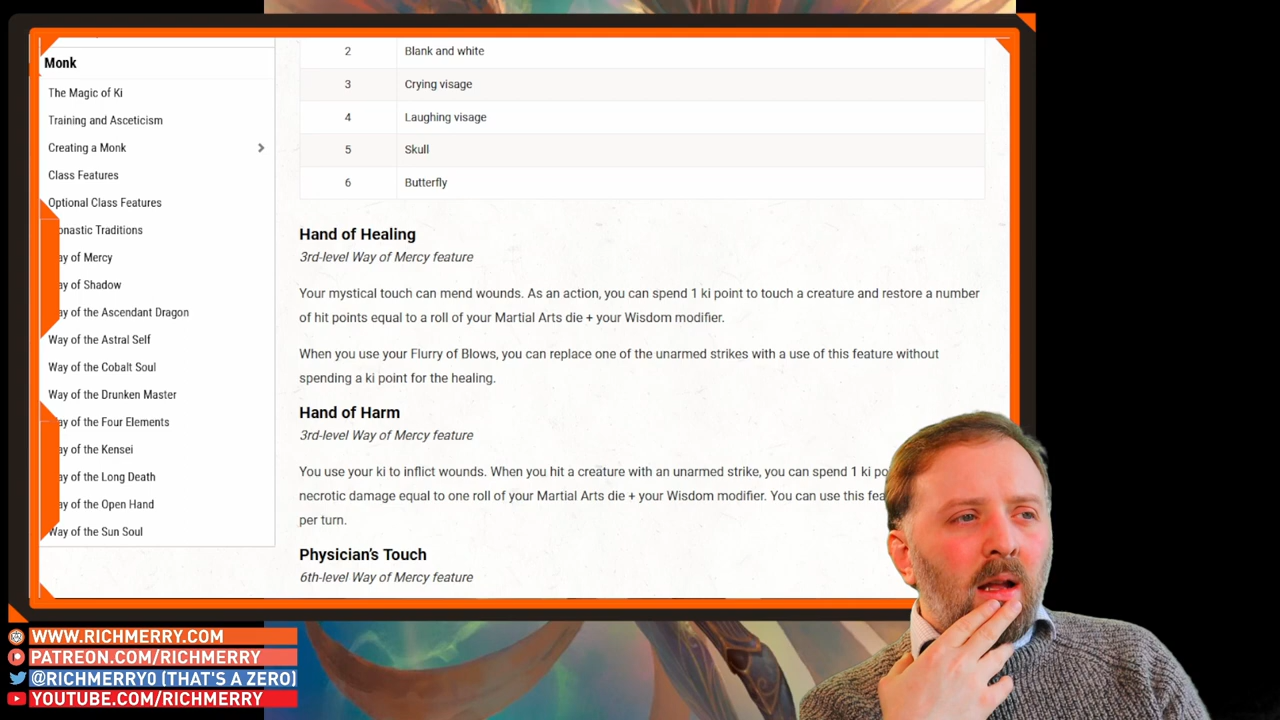 Monk
The Magic of Ki
Training and Asceticism
Creating a Monk
Class Features
Optional Class Features
onastic Traditions
ay of Mercy
ay of Shadow
ay of the Ascendant Dragon
Way of the Astral Self
Way of the Cobalt Soul
Way of the Drunken Master
ay of the Four Elements
ay of the Kensei
ay of the Long Death
ay of the Open Hand
Way of the Sun Soul
2 Blank and white
3 Crying visage
4 Laughing visage
5 Skull
6 Butterfly
Hand of Healing
3rd-level Way of Mercy feature
Your mystical touch can mend wounds. As an action, you can spend 1 ki point to touch a creature and restore a number
of hit points equal to a roll of your Martial Arts die + your Wisdom modifier.
When you use your Flurry of Blows, you can replace one of the unarmed strikes with a use of this feature without
spending a ki point for the healing.
Hand of Harm
3rd-level Way of Mercy feature
You use your ki to inflict wounds. When you hit a creature with an unarmed strike, you can spend 1 ki po
necrotic damage equal to one roll of your Martial Arts die + your Wisdom modifier. You can use this fea
per turn.
Physician's Touch
6th-level Way of Mercy feature
WWW.RICHMERRY.COM
PATREON.COM/RICHMERRY
@RICHMERRY0 (THAT'S A ZERO)
YOUTUBE.COM/RICHMERRY